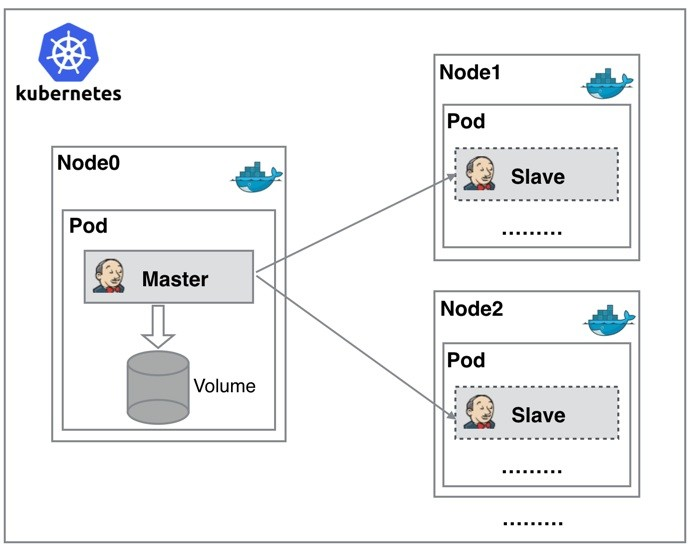 kubernetes
Node0
Pod
Master
Volume
Node1
Pod
Slave
.........
Node2
Pod
Slave
.........
.........